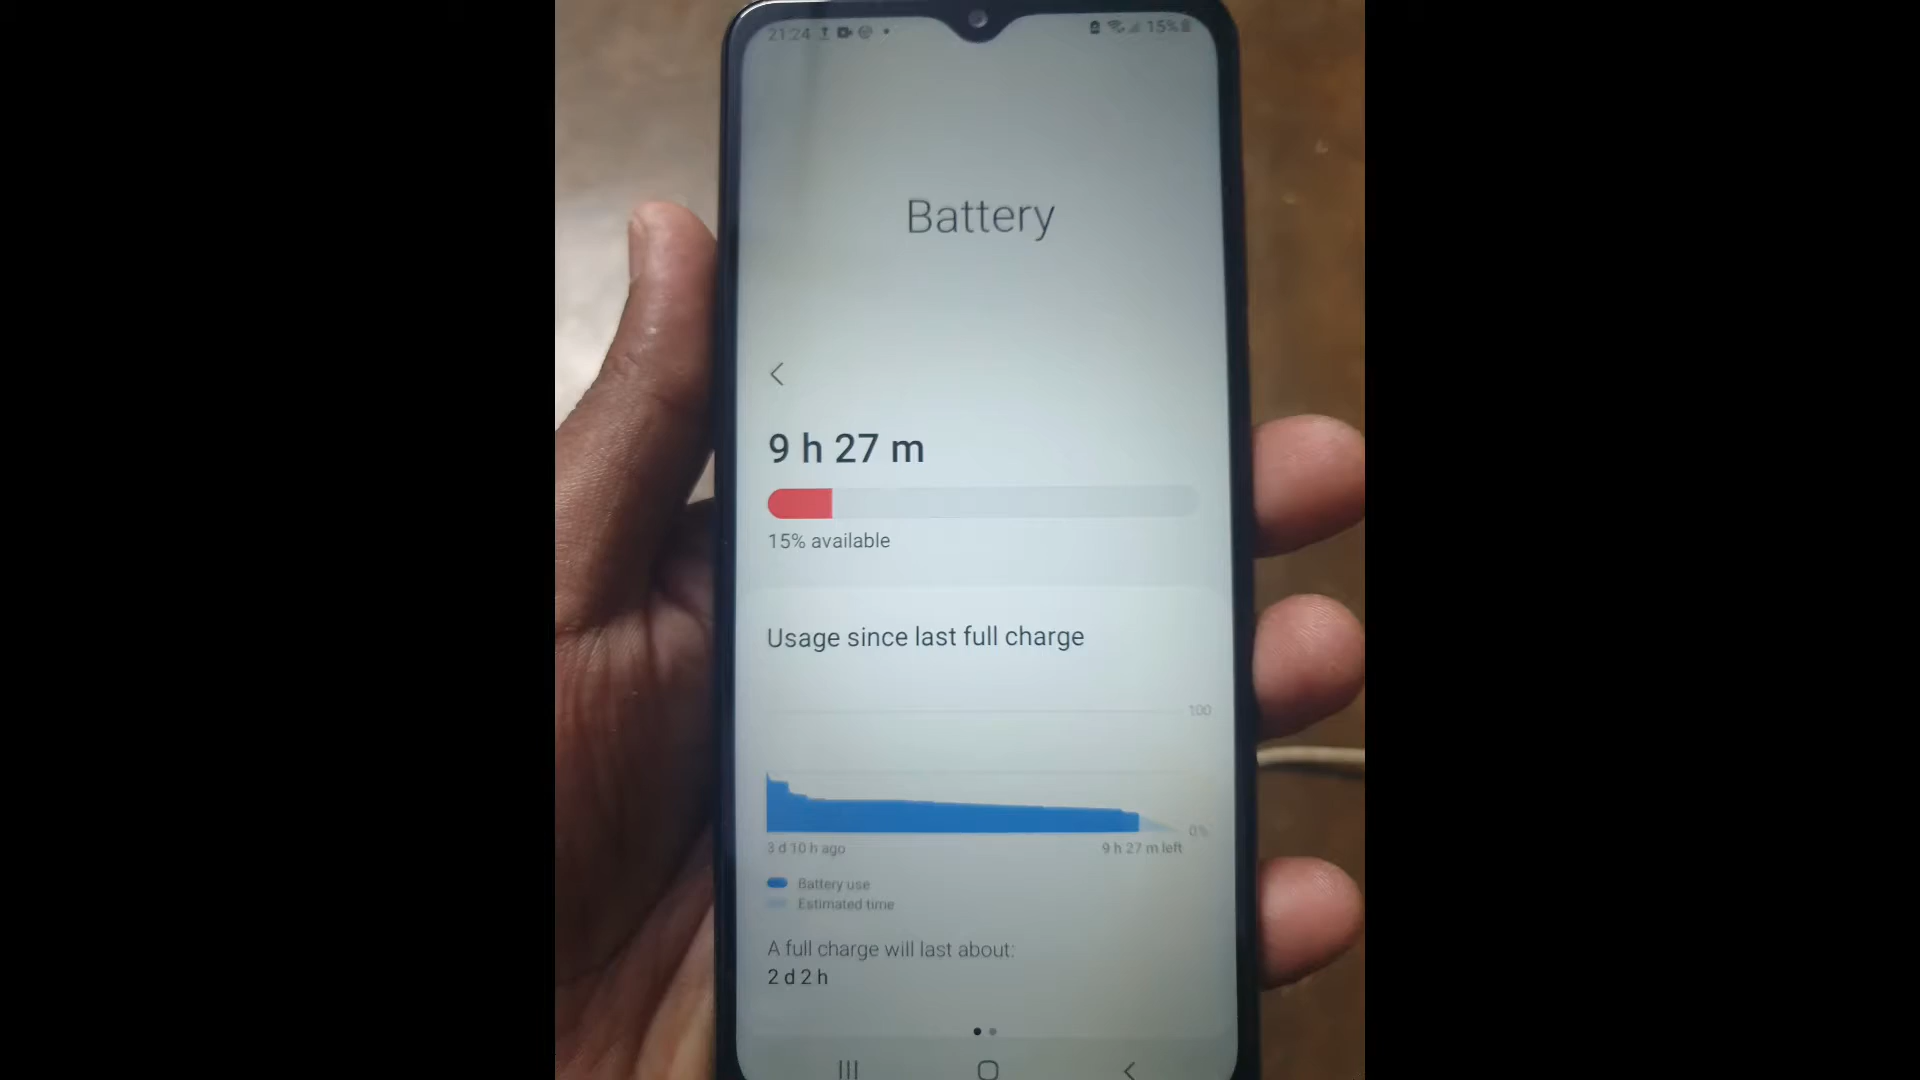 21:24 15%
Battery
9 h 27 m
15% available
Usage since last full charge
100
0%
3 d 10 h ago 9 h 27 m left
Battery use
Estimated time
A full charge will last about:
2 d 2 h